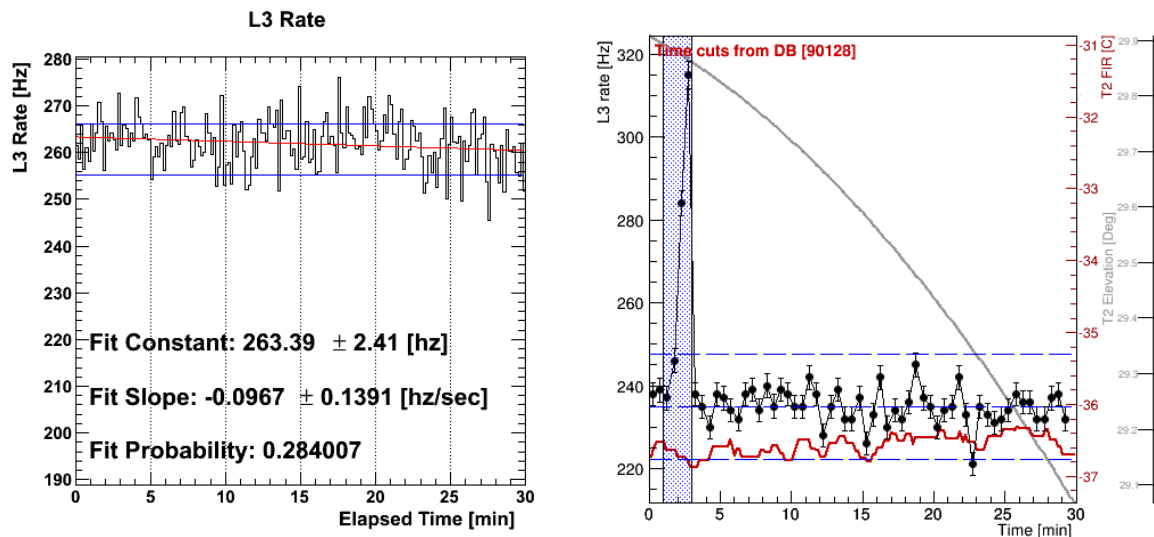 L3 Rate
L3 Rate [Hz]
280
270
260
250
240
230
220
210
200
190
Fit Constant: 263.39 ± 2.41 [hz]
Fit Slope: -0.0967 ± 0.1391 [hz/sec]
Fit Probability: 0.284007
0 5 10 15 20 25 30
Elapsed Time [min]
Time cuts from DB [90128]
L3 rate [Hz]
320
300
280
260
240
220
0 5 10 15 20 25 30
Time [min]
T2 FIR [C]
-31
-32
-33
-34
-35
-36
-37
T2 Elevation [Deg]
29.9
29.8
29.7
29.6
29.5
29.4
29.3
29.2
29.1